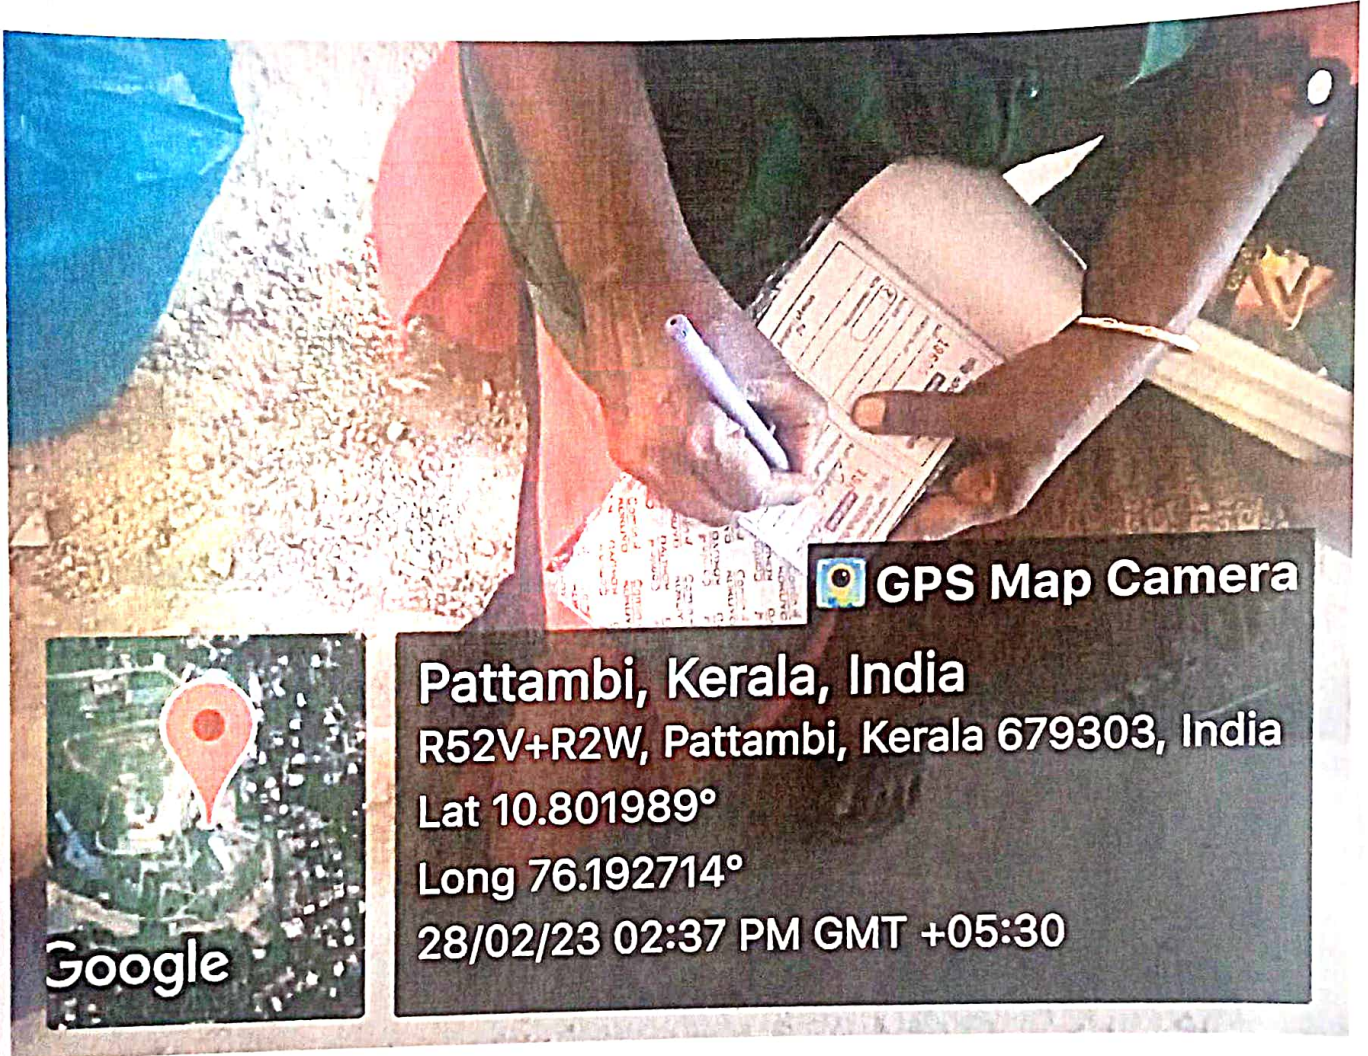 GPS Map Camera
Pattambi, Kerala, India
R52V+R2W, Pattambi, Kerala 679303, India
Lat 10.801989°
Long 76.192714°
28/02/23 02:37 PM GMT +05:30
Google